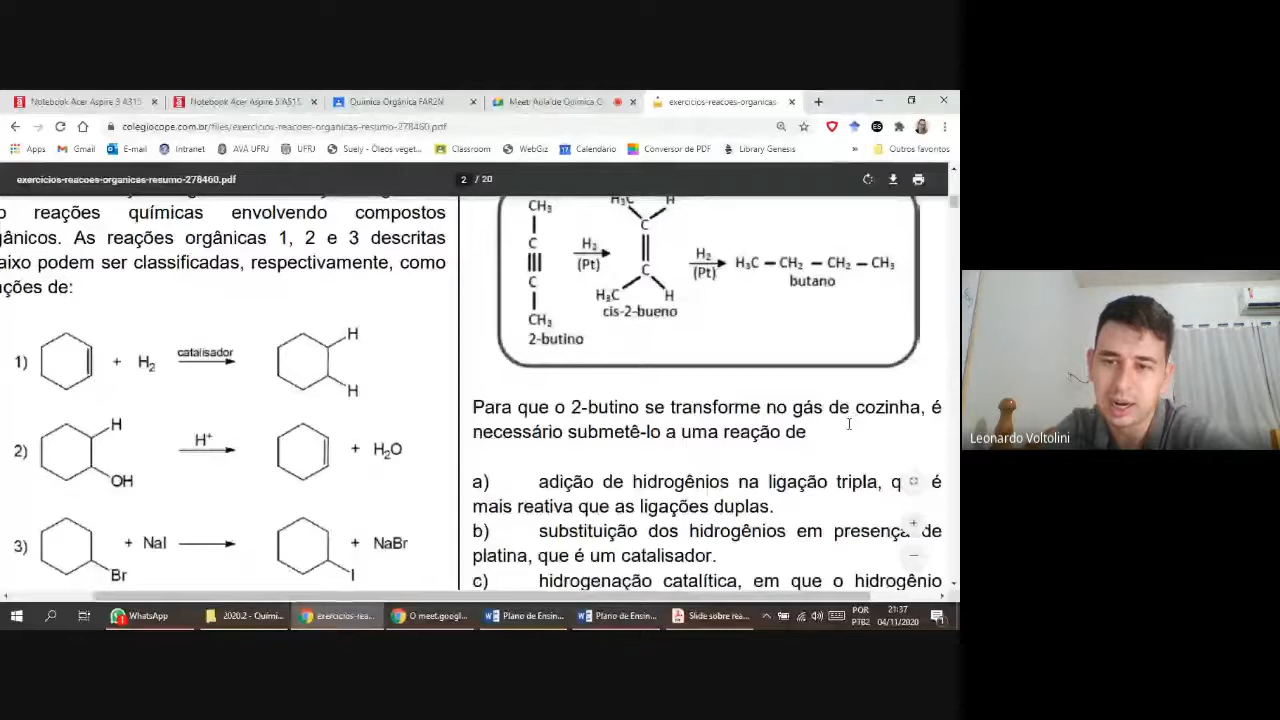 Notebook Acer Aspire 3 A315
Notebook Acer Aspire 5 A515
Química Orgânica FAR2N
Meet: Aula de Química O
exercicios-reacoes-organicas
colegiocope.com.br/files/exercicios-reacoes-organicas-resumo-278460.pdf
Apps
Gmail
E-mail
Intranet
AVA UFRJ
UFRJ
Suely - Óleos veget...
Classroom
WebGiz
Calendário
Conversor de PDF
Library Genesis
»
Outros favoritos
exercicios-reacoes-organicas-resumo-278460.pdf
2 / 20
o reações químicas envolvendo compostos
gânicos. As reações orgânicas 1, 2 e 3 descritas
aixo podem ser classificadas, respectivamente, como
ações de:
1)
+ H2
catalisador
H
H
2)
H
OH
H+
+ H2O
3)
Br
+ NaI
I
+ NaBr
CH3
C
C
CH3
2-butino
H2
(Pt)
H3C
H
C
C
H3C
H
cis-2-bueno
H2
(Pt)
H3C — CH2 — CH2 — CH3
butano
Para que o 2-butino se transforme no gás de cozinha, é
necessário submetê-lo a uma reação de
a) adição de hidrogênios na ligação tripla, q é
mais reativa que as ligações duplas.
b) substituição dos hidrogênios em presença de
platina, que é um catalisador.
c) hidrogenação catalítica, em que o hidrogênio
Leonardo Voltolini
WhatsApp
2020.2 - Quími...
exercicios-rea...
O meet.googl...
Plano de Ensin...
Plano de Ensin...
Slide sobre rea...
POR
PTB2
21:37
04/11/2020